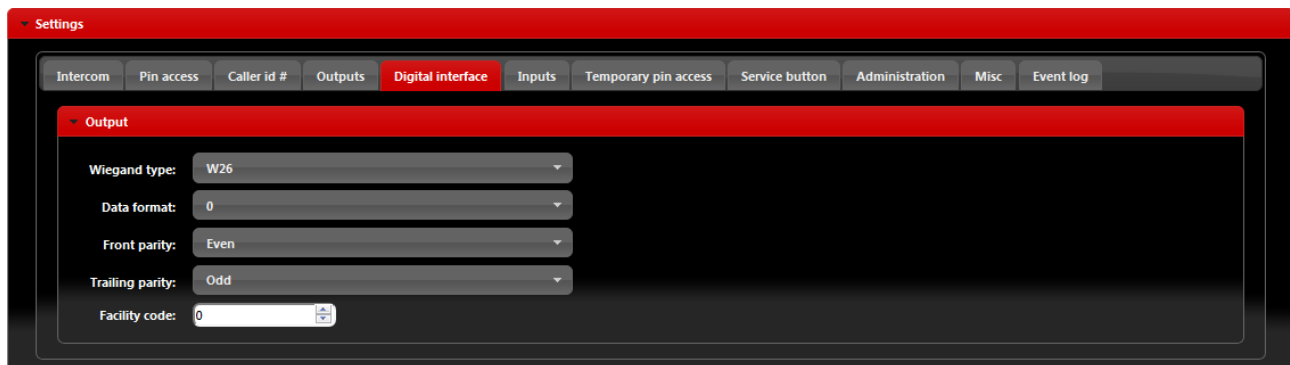 Settings
Intercom Pin access Caller id # Outputs Digital interface Inputs Temporary pin access Service button Administration Misc Event log
Output
Wiegand type: W26
Data format: 0
Front parity: Even
Trailing parity: Odd
Facility code: 0